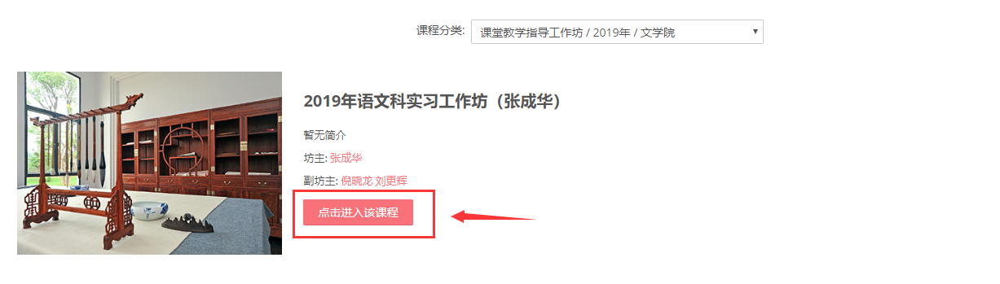 课程分类: 课堂教学指导工作坊 / 2019年 / 文学院
2019年语文科实习工作坊（张成华）
暂无简介
坊主: 张成华
副坊主: 倪晓龙 刘更辉
点击进入该课程